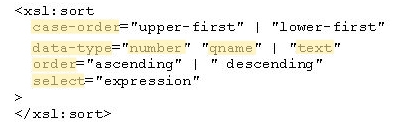 <xsl:sort
case-order="upper-first" | "lower-first"
data-type="number" "qname" | "text"
order="ascending" | " descending"
select="expression"
>
</xsl:sort>